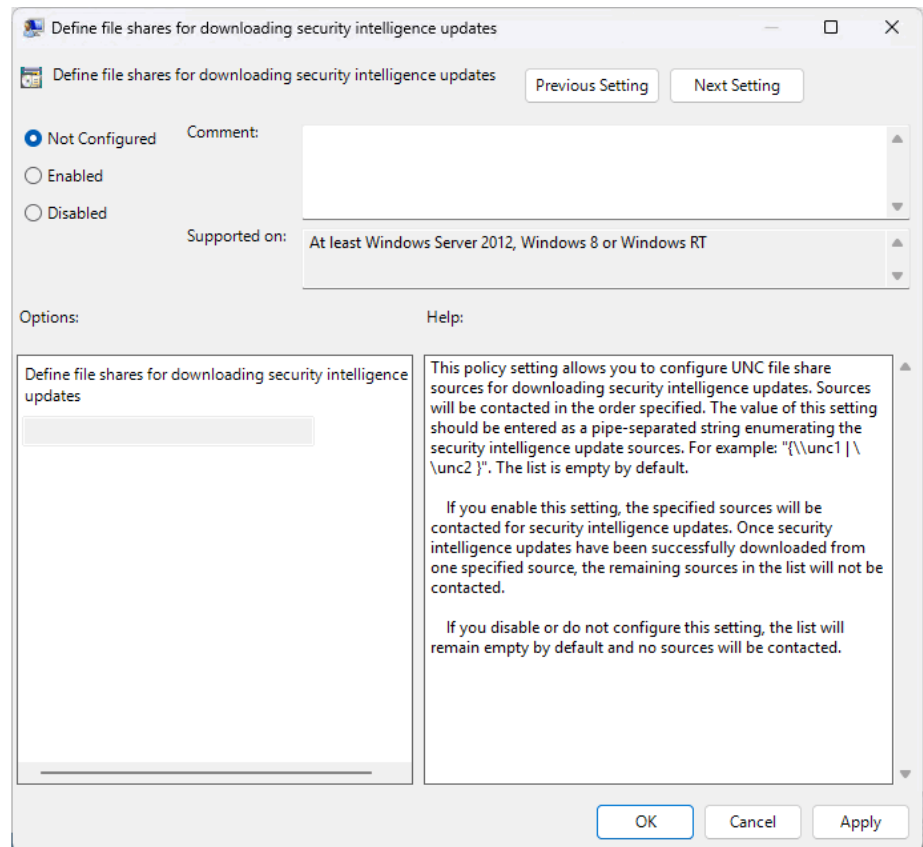 Define file shares for downloading security intelligence updates
Define file shares for downloading security intelligence updates
Previous Setting
Next Setting
Not Configured
Enabled
Disabled
Comment:
Supported on:
At least Windows Server 2012, Windows 8 or Windows RT
Options:
Help:
Define file shares for downloading security intelligence
updates
This policy setting allows you to configure UNC file share
sources for downloading security intelligence updates. Sources
will be contacted in the order specified. The value of this setting
should be entered as a pipe-separated string enumerating the
security intelligence update sources. For example: "{\\unc1 | \
\unc2 }". The list is empty by default.
If you enable this setting, the specified sources will be
contacted for security intelligence updates. Once security
intelligence updates have been successfully downloaded from
one specified source, the remaining sources in the list will not be
contacted.
If you disable or do not configure this setting, the list will
remain empty by default and no sources will be contacted.
OK
Cancel
Apply